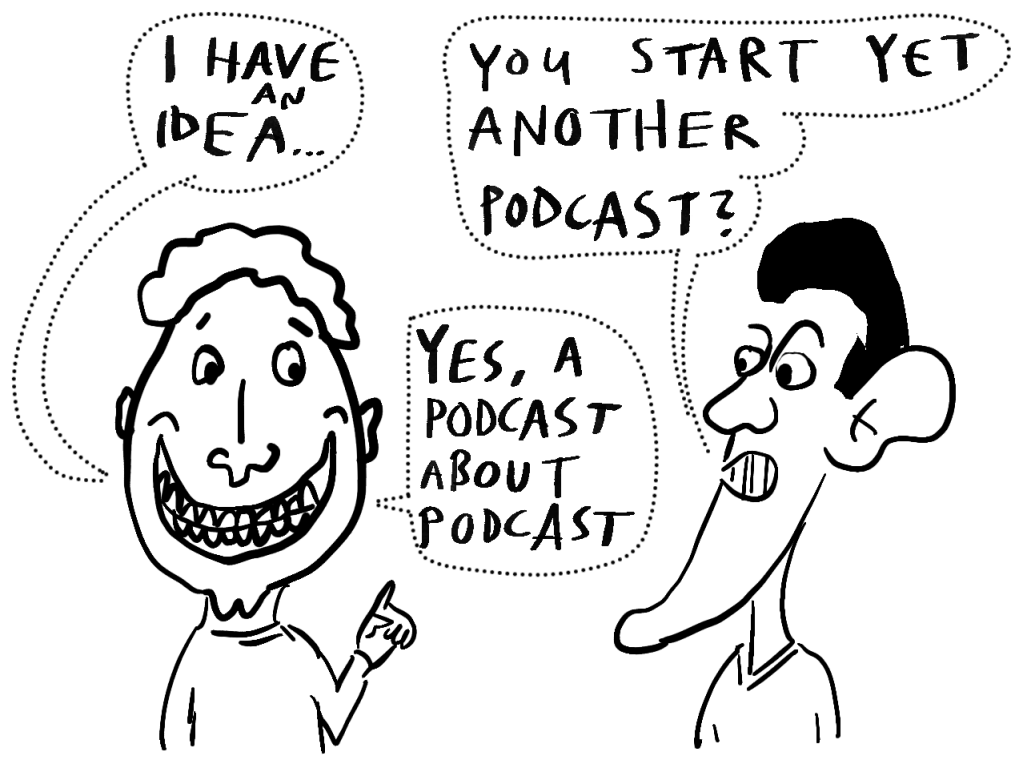 I HAVE
AN
IDEA...
YOU START YET
ANOTHER
PODCAST?
YES, A
PODCAST
ABOUT
PODCAST